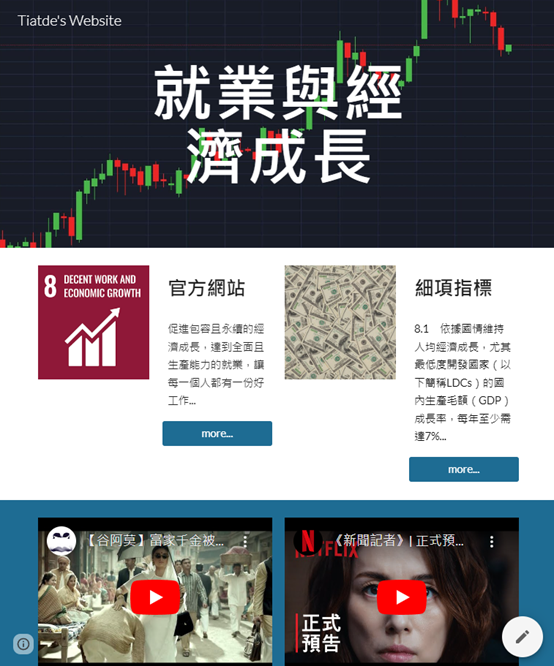 Tiatde's Website
就業與經
濟成長
8 DECENT WORK AND
ECONOMIC GROWTH
官方網站
促進包容且永續的經
濟成長，達到全面且
生產能力的就業，讓
每一個人都有一份好
工作...
more...
細項指標
8.1 依據國情維持
人均經濟成長，尤其
最低度開發國家（以
下簡稱LDCs）的國
內生產毛額（GDP）
成長率，每年至少需
達7%...
more...
【谷阿莫】富家千金被...
《新聞記者》| 正式預...
NETFLIX
正式
預告